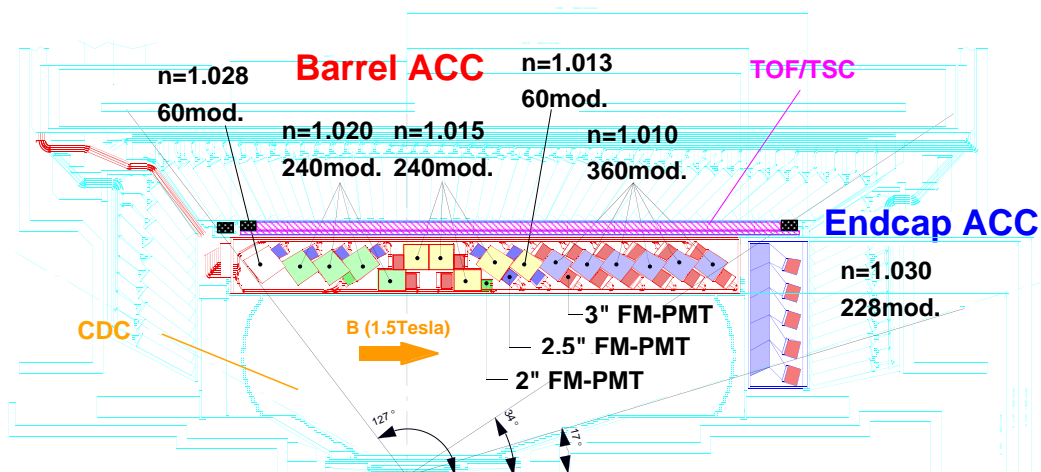 Barrel ACC
n=1.028
60mod.
n=1.020
240mod.
n=1.015
240mod.
n=1.013
60mod.
n=1.010
360mod.
TOF/TSC
Endcap ACC
n=1.030
228mod.
CDC
B (1.5Tesla)
3" FM-PMT
2.5" FM-PMT
2" FM-PMT
127°
34°
17°